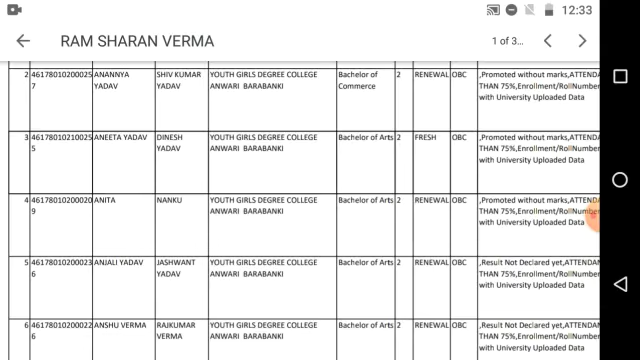 12:33
RAM SHARAN VERMA
1 of 3...
2 46178010200025 ANANNYA SHIV KUMAR YOUTH GIRLS DEGREE COLLEGE Bachelor of 2 RENEWAL OBC ,Promoted without marks,ATTENDA
7 YADAV YADAV ANWARI BARABANKI Commerce THAN 75%,Enrollment/RollNumber
with University Uploaded Data
3 46178010210025 ANEETA YADAV DINESH YOUTH GIRLS DEGREE COLLEGE Bachelor of Arts 2 FRESH OBC ,Promoted without marks,ATTENDA
5 YADAV ANWARI BARABANKI THAN 75%,Enrollment/RollNumber
with University Uploaded Data
4 46178010200020 ANITA NANKU YOUTH GIRLS DEGREE COLLEGE Bachelor of Arts 2 RENEWAL OBC ,Promoted without marks,ATTENDA
9 ANWARI BARABANKI THAN 75%,Enrollment/RollNumber
with University Uploaded Data
5 46178010200023 ANJALI YADAV JASHWANT YOUTH GIRLS DEGREE COLLEGE Bachelor of Arts 2 RENEWAL OBC ,Result Not Declared yet,ATTENDA
6 YADAV ANWARI BARABANKI THAN 75%,Enrollment/RollNumber
with University Uploaded Data
6 46178010200022 ANSHU VERMA RAJKUMAR YOUTH GIRLS DEGREE COLLEGE Bachelor of Arts 2 RENEWAL OBC ,Result Not Declared yet,ATTENDA
6 VERMA ANWARI BARABANKI THAN 75%,Enrollment/RollNumber
with University Uploaded Data